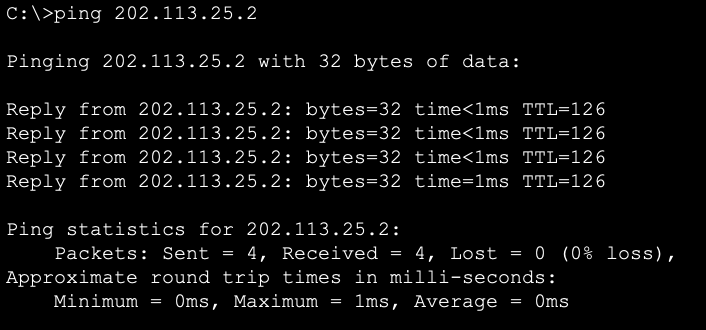 C:\>ping 202.113.25.2
Pinging 202.113.25.2 with 32 bytes of data:
Reply from 202.113.25.2: bytes=32 time<1ms TTL=126
Reply from 202.113.25.2: bytes=32 time<1ms TTL=126
Reply from 202.113.25.2: bytes=32 time<1ms TTL=126
Reply from 202.113.25.2: bytes=32 time=1ms TTL=126
Ping statistics for 202.113.25.2:
    Packets: Sent = 4, Received = 4, Lost = 0 (0% loss),
Approximate round trip times in milli-seconds:
    Minimum = 0ms, Maximum = 1ms, Average = 0ms